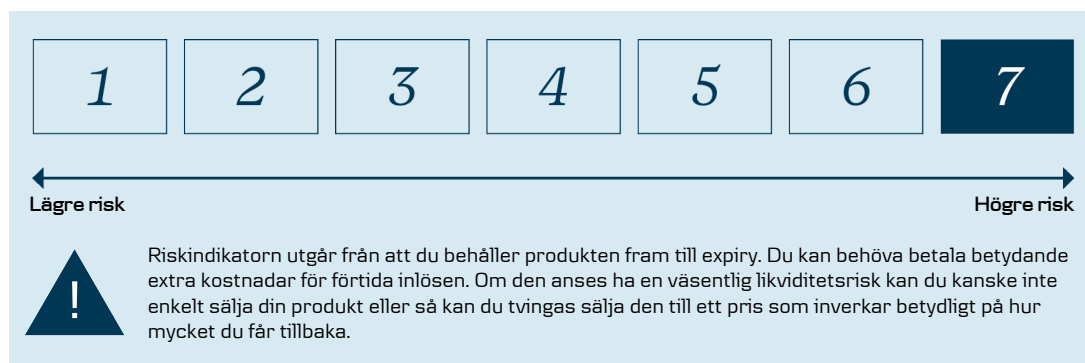 1 2 3 4 5 6 7
Lägre risk Högre risk
Riskindikatorn utgår från att du behåller produkten fram till expiry. Du kan behöva betala betydande
extra kostnadar för förtida inlösen. Om den anses ha en väsentlig likviditetsrisk kan du kanske inte
enkelt sälja din produkt eller så kan du tvingas sälja den till ett pris som inverkar betydligt på hur
mycket du får tillbaka.
!